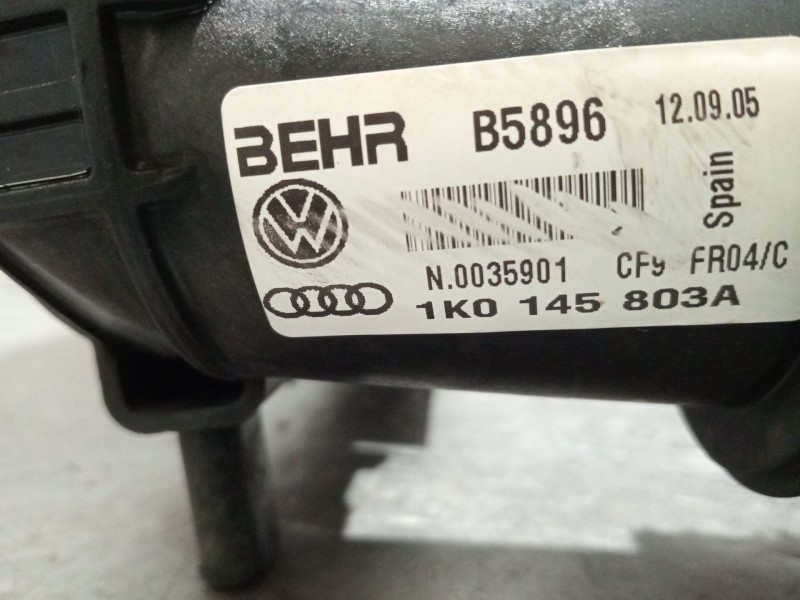 BEHR B5896 12.09.05
Spain
N.0035901 CF9 FR04/C
1K0 145 803A